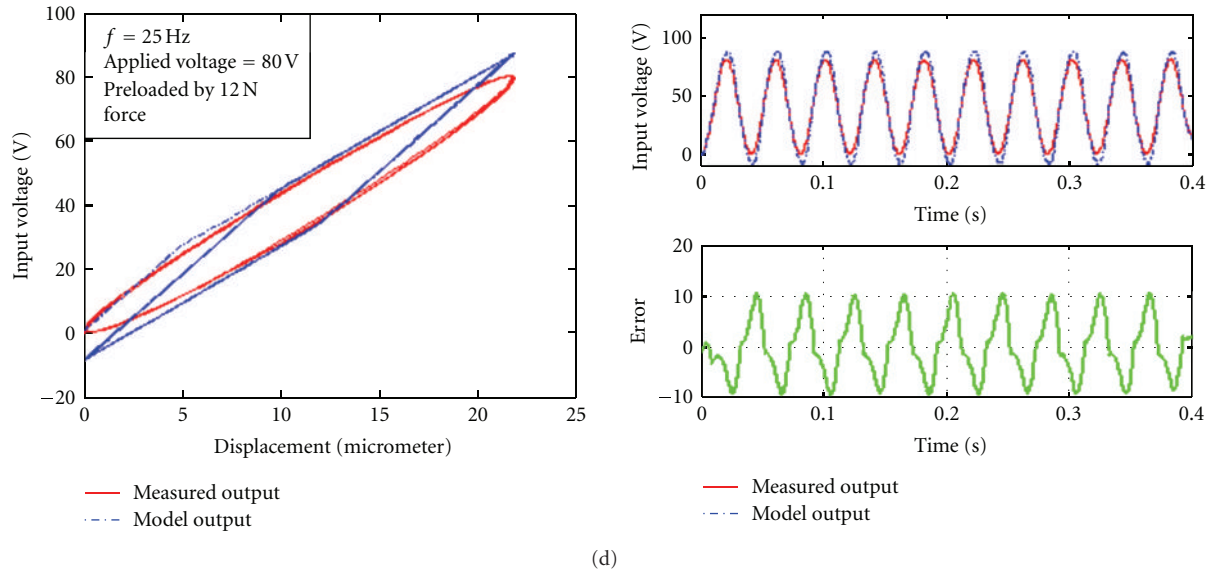 f = 25 Hz
Applied voltage = 80 V
Preloaded by 12 N
force
Input voltage (V)
100
80
60
40
20
0
−20
0 5 10 15 20 25
Displacement (micrometer)
Measured output
Model output
Input voltage (V)
100
50
0
0 0.1 0.2 0.3 0.4
Time (s)
Error
20
10
0
−10
0 0.1 0.2 0.3 0.4
Time (s)
Measured output
Model output
(d)